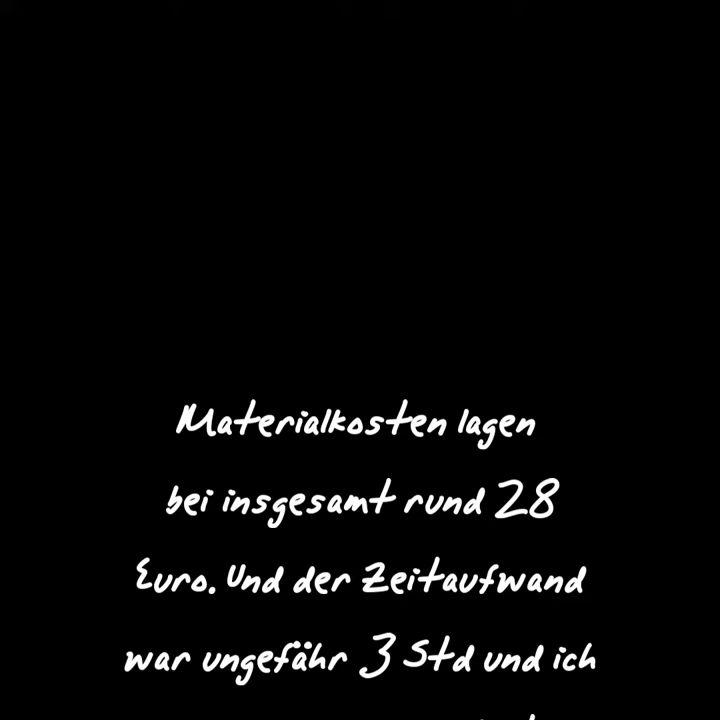 Materialkosten lagen
bei insgesamt rund 28
Euro. Und der Zeitaufwand
war ungefähr 3 Std und ich